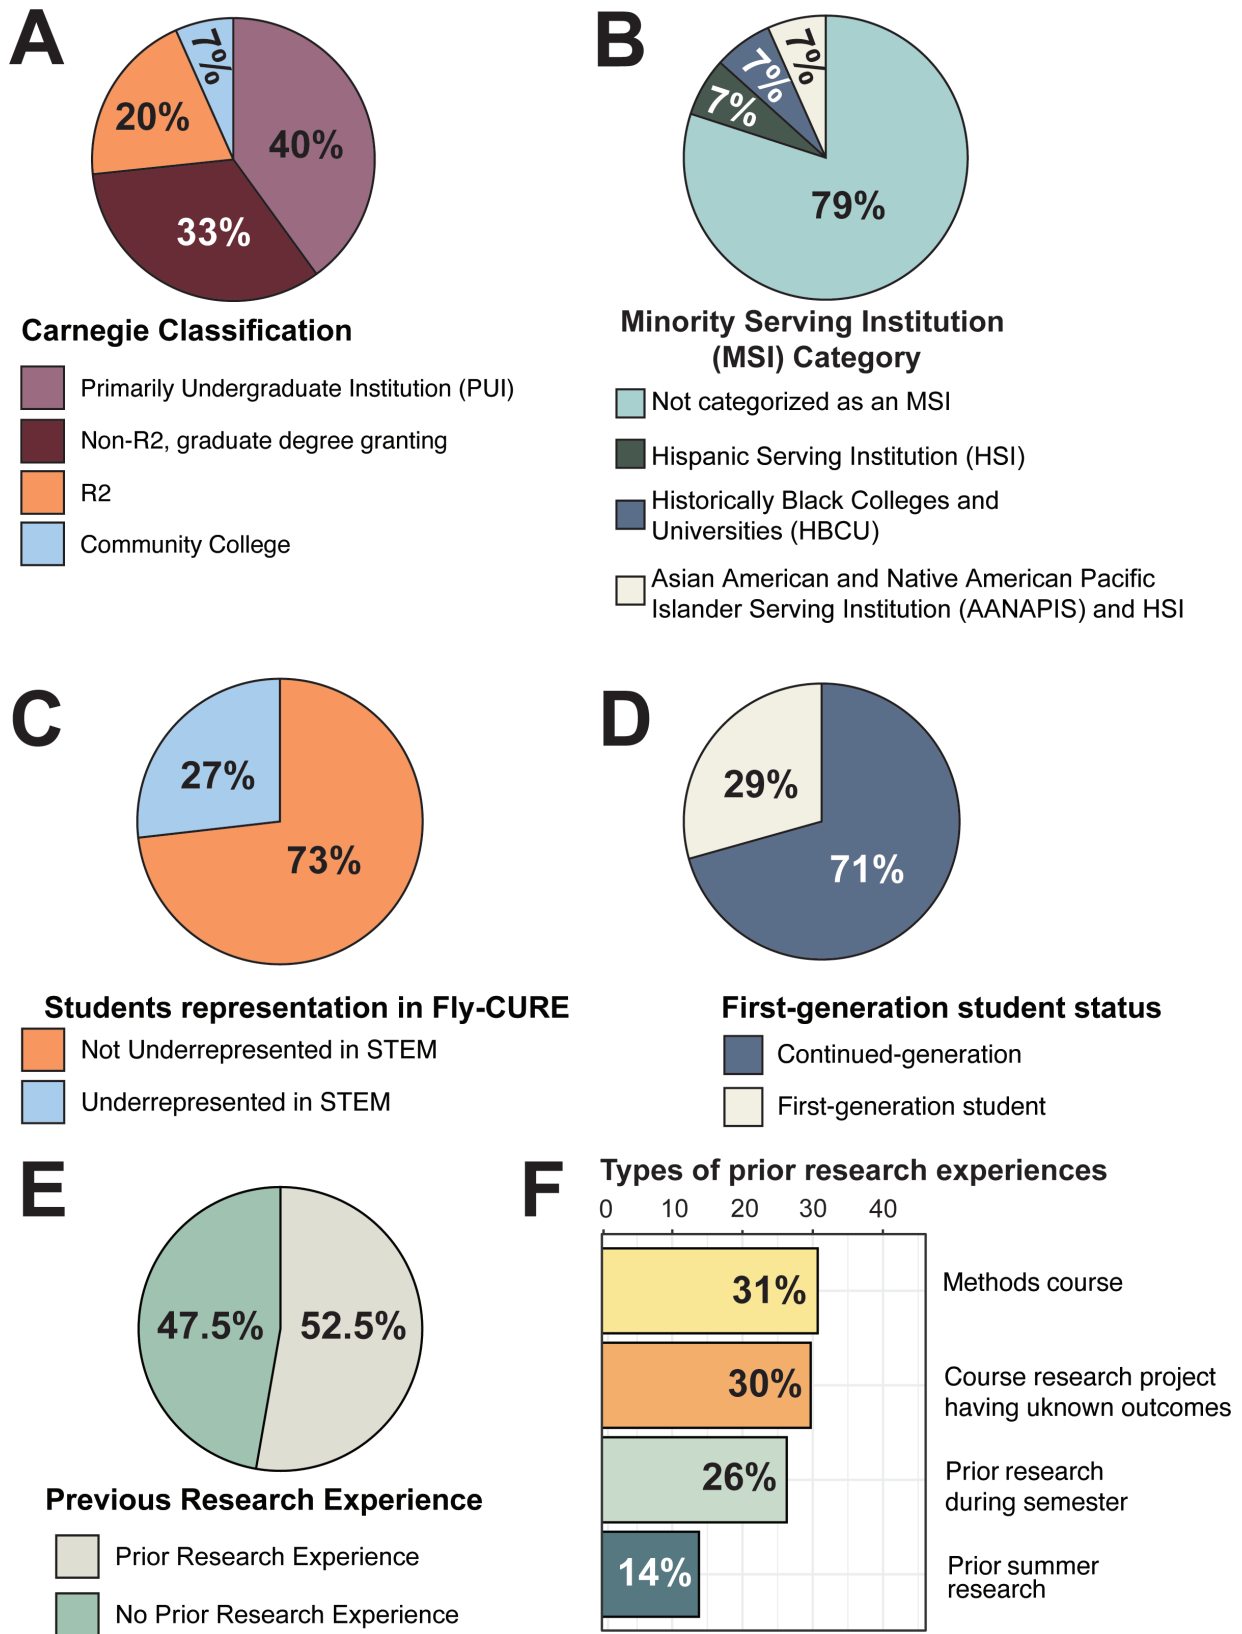 A
7%
40%
20%
33%
Carnegie Classification
Primarily Undergraduate Institution (PUI)
Non-R2, graduate degree granting
R2
Community College
B
7%
7%
7%
79%
Minority Serving Institution
(MSI) Category
Not categorized as an MSI
Hispanic Serving Institution (HSI)
Historically Black Colleges and
Universities (HBCU)
Asian American and Native American Pacific
Islander Serving Institution (AANAPIS) and HSI
C
27%
73%
Students representation in Fly-CURE
Not Underrepresented in STEM
Underrepresented in STEM
D
29%
71%
First-generation student status
Continued-generation
First-generation student
E
47.5% 52.5%
Previous Research Experience
Prior Research Experience
No Prior Research Experience
F
Types of prior research experiences
0 10 20 30 40
31%
Methods course
30%
Course research project
having uknown outcomes
26%
Prior research
during semester
14%
Prior summer
research